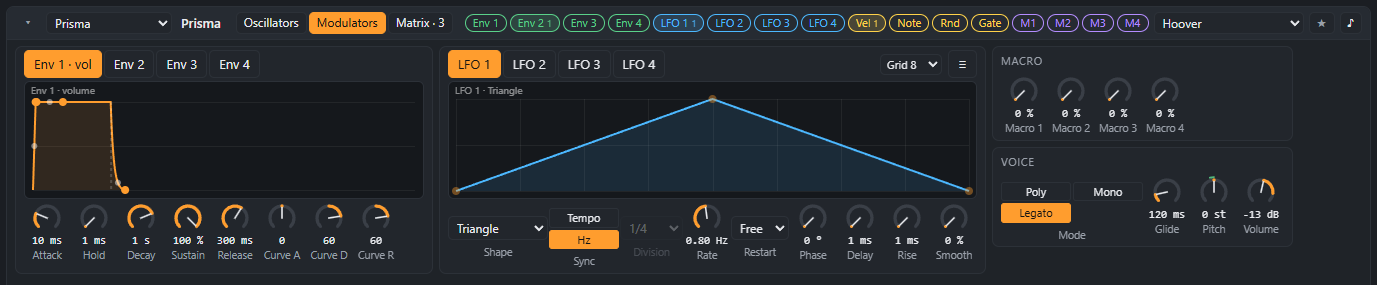 Prisma Prisma Oscillators Modulators Matrix · 3 Env 1 Env 2 1 Env 3 Env 4 LFO 1 1 LFO 2 LFO 3 LFO 4 Vel 1 Note Rnd Gate M1 M2 M3 M4 Hoover
Env 1 · vol Env 2 Env 3 Env 4
Env 1 · volume
10 ms 1 ms 1 s 100 % 300 ms 0 60 60
Attack Hold Decay Sustain Release Curve A Curve D Curve R
LFO 1 LFO 2 LFO 3 LFO 4 Grid 8
LFO 1 · Triangle
Triangle
Shape
Tempo
Hz
Sync
1/4
Division
0.80 Hz
Rate
Free
Restart
0 ° 1 ms 1 ms 0 %
Phase Delay Rise Smooth
MACRO
0 % 0 % 0 % 0 %
Macro 1 Macro 2 Macro 3 Macro 4
VOICE
Poly Mono
Legato
Mode
120 ms 0 st -13 dB
Glide Pitch Volume